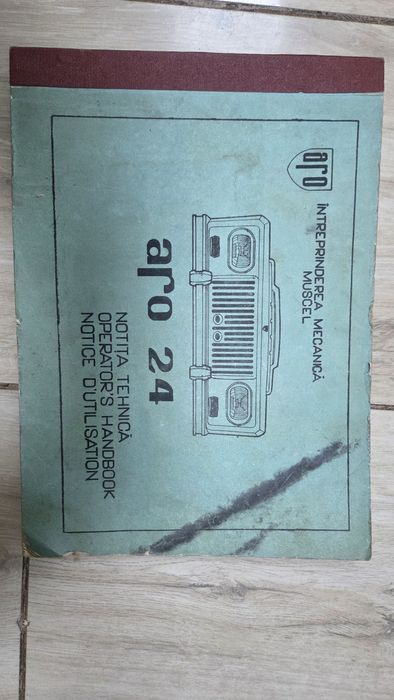 aro
ÎNTREPRINDEREA MECANICĂ
MUSCEL
aro 24
NOTIȚA TEHNICĂ
OPERATOR'S HANDBOOK
NOTICE D'UTILISATION